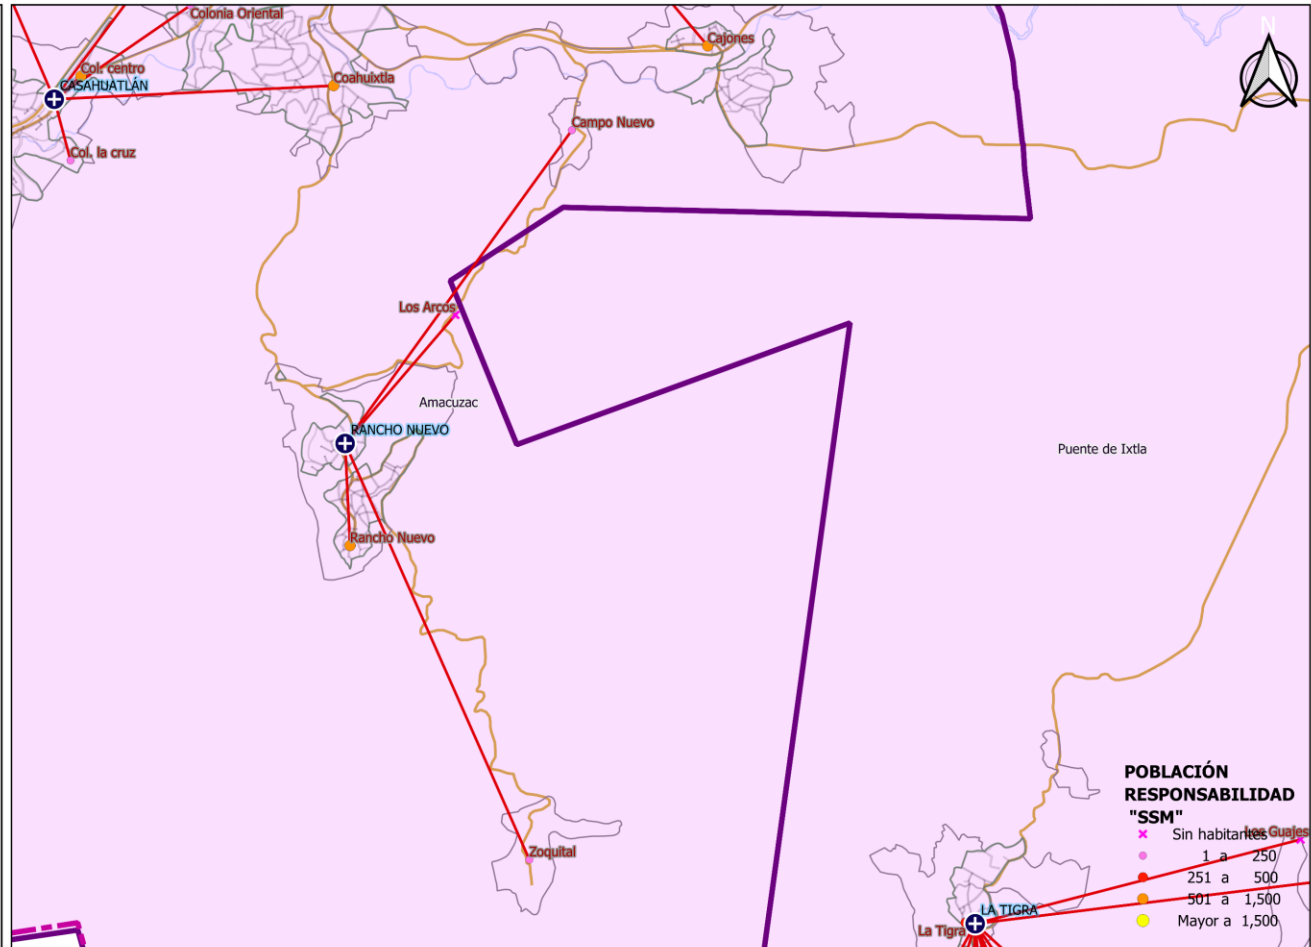 Colonia Oriental
N
Cajones
Col. centro
CASAHUATLÁN
Coahuixtla
Campo Nuevo
Col. la cruz
Los Arcos
Amacuzac
RANCHO NUEVO
Puente de Ixtla
Rancho Nuevo
POBLACIÓN
RESPONSABILIDAD
"SSM"
Sin habitantes
Los Guajes
1 a 250
Zoquital
251 a 500
501 a 1,500
LA TIGRA
Mayor a 1,500
La Tigra